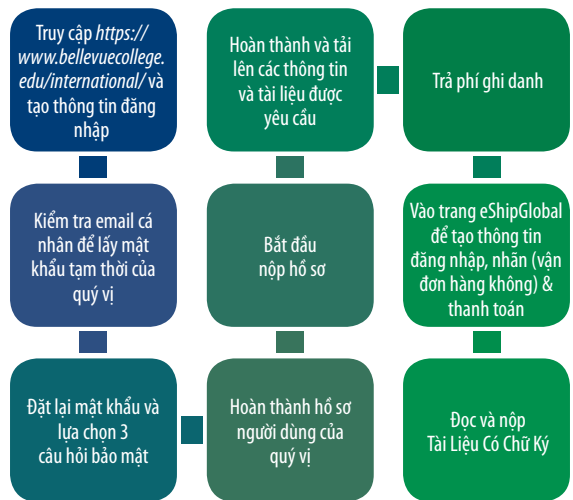 Truy cập https://
www.bellevuecollege.
edu/international/ và
tạo thông tin đăng
nhập
Kiểm tra email cá
nhân để lấy mật
khẩu tạm thời của
quý vị
Đặt lại mật khẩu và
lựa chọn 3
câu hỏi bảo mật
Hoàn thành hồ sơ
người dùng của
quý vị
Bắt đầu
nộp hồ sơ
Hoàn thành và tải
lên các thông tin
và tài liệu được
yêu cầu
Trả phí ghi danh
Vào trang eShipGlobal
để tạo thông tin
đăng nhập, nhãn (vận
đơn hàng không) &
thanh toán
Đọc và nộp
Tài Liệu Có Chữ Ký